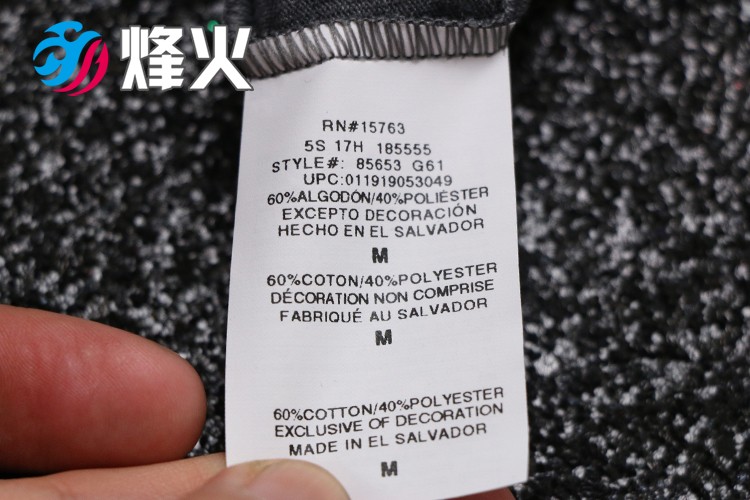 烽火
RN#15763
5S 17H 185555
STYLE#: 85653 G61
UPC:011919053049
60%ALGODÓN/40%POLIÉSTER
EXCEPTO DECORACIÓN
HECHO EN EL SALVADOR
M
60%COTON/40%POLYESTER
DÉCORATION NON COMPRISE
FABRIQUÉ AU SALVADOR
M
60%COTTON/40%POLYESTER
EXCLUSIVE OF DECORATION
MADE IN EL SALVADOR
M